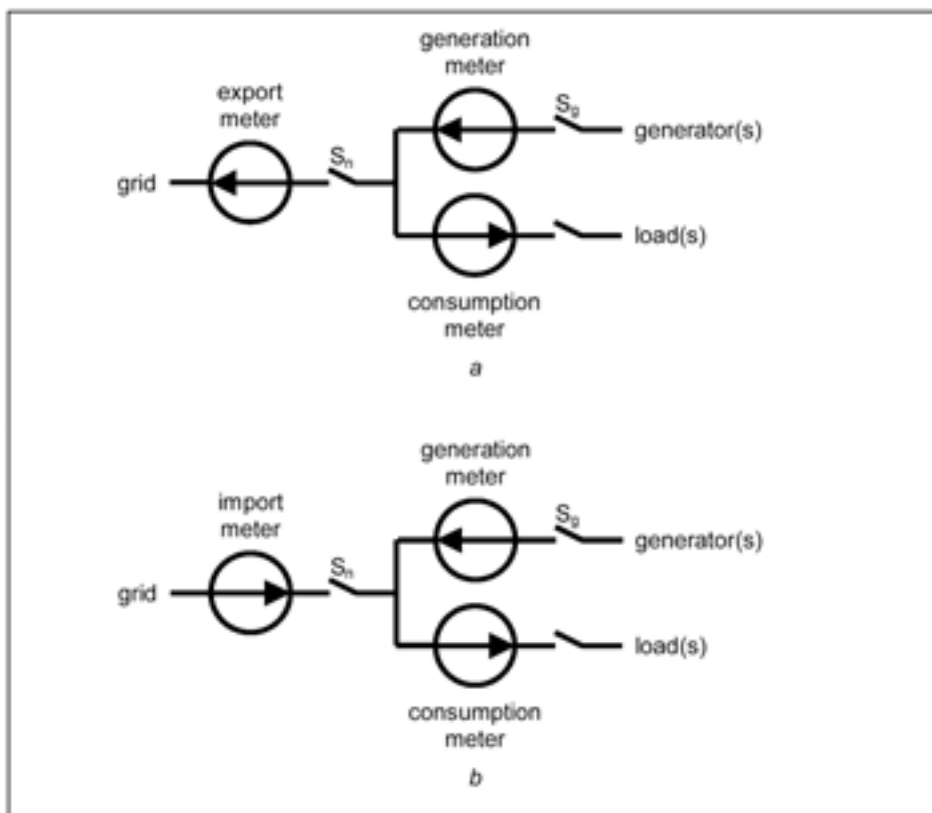 generation
meter
export
meter
Sg
generator(s)
Sn
grid
load(s)
consumption
meter
a
generation
meter
import
meter
Sg
generator(s)
Sn
grid
load(s)
consumption
meter
b